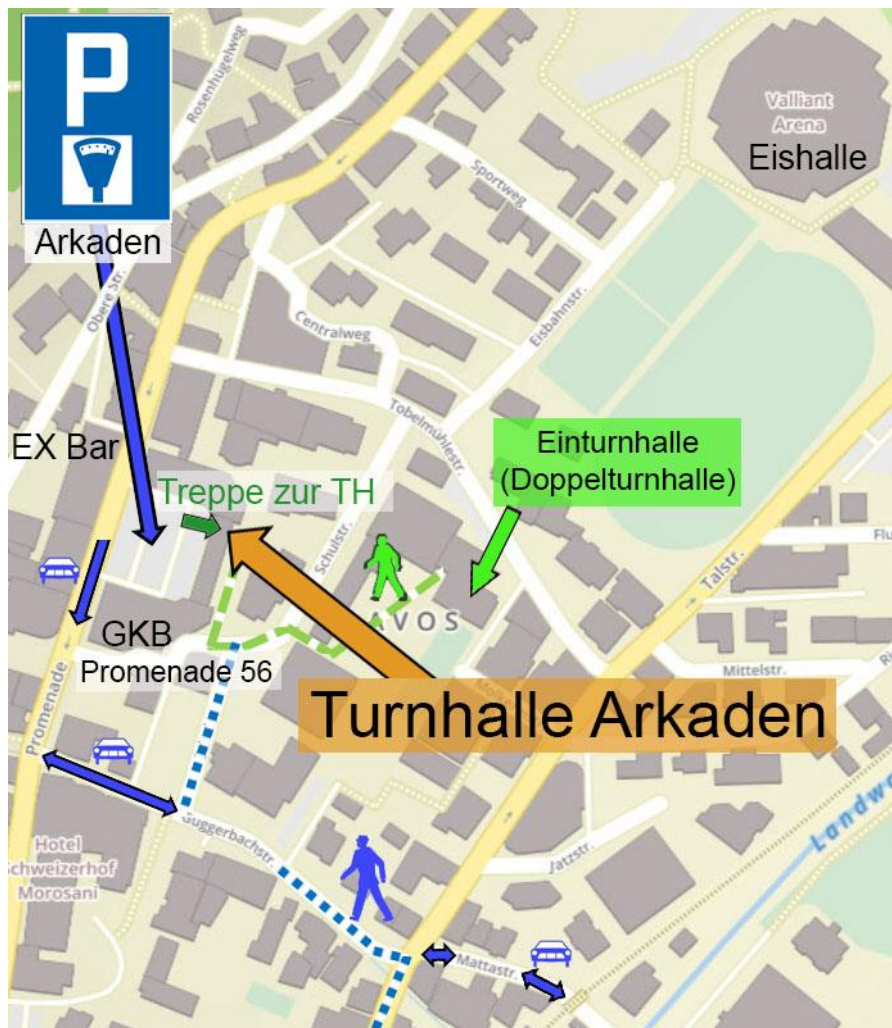 P
Arkaden
Rosenhügelweg
Sportweg
Valliant
Arena
Eishalle
Obere Str.
Centralweg
Eisbahnstr.
EX Bar
Tobelmühlestr.
Einturnhalle
(Doppelturnhalle)
Treppe zur TH
Schulstr.
Talstr.
AVOS
GKB
Promenade 56
Promenade
Mittelstr.
Turnhalle Arkaden
Guggerbachstr.
Hotel
Schweizerhof
Morosani
Jatzstr.
Landwa
Mattastr.